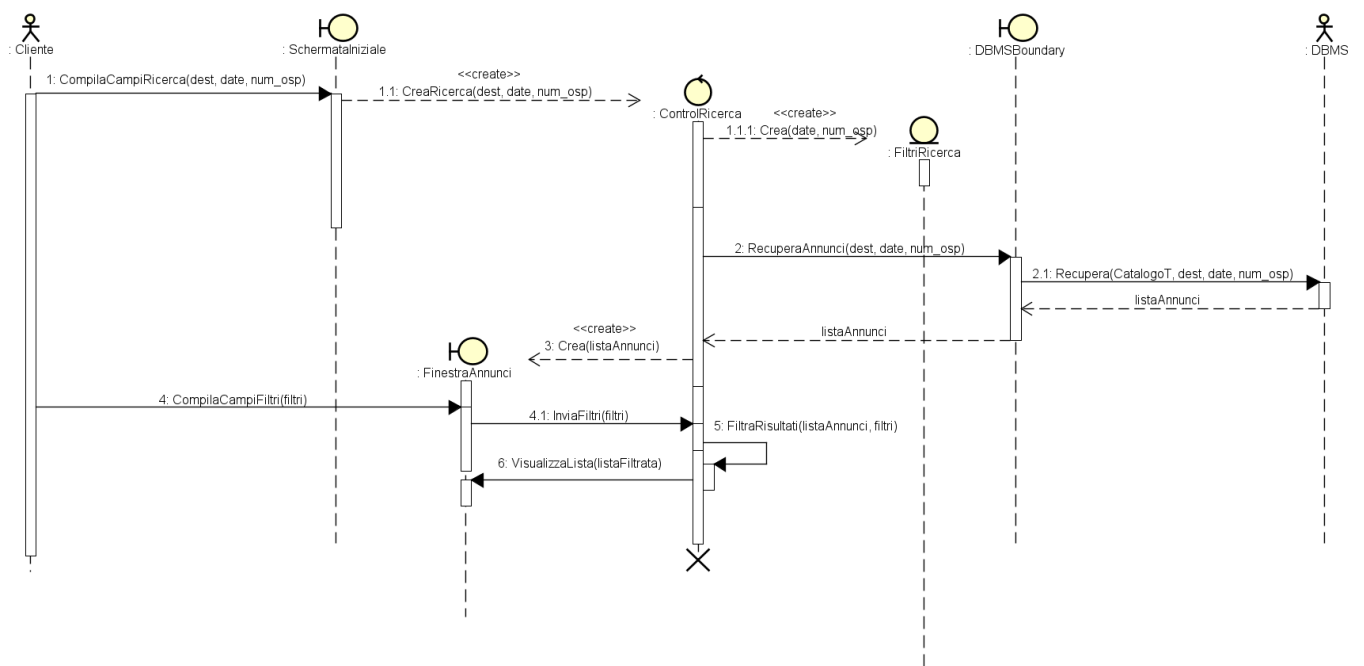 : Cliente
: SchermataIniziale
: DBMSBoundary
: DBMS
1: CompilaCampiRicerca(dest, date, num_osp)
<<create>>
1.1: CreaRicerca(dest, date, num_osp)
: ControlRicerca
<<create>>
1.1.1: Crea(date, num_osp)
: FiltriRicerca
2: RecuperaAnnunci(dest, date, num_osp)
2.1: Recupera(CatalogoT, dest, date, num_osp)
listaAnnunci
listaAnnunci
<<create>>
3: Crea(listaAnnunci)
: FinestraAnnunci
4: CompilaCampiFiltri(filtri)
4.1: InviaFiltri(filtri)
5: FiltraRisultati(listaAnnunci, filtri)
6: VisualizzaLista(listaFiltrata)